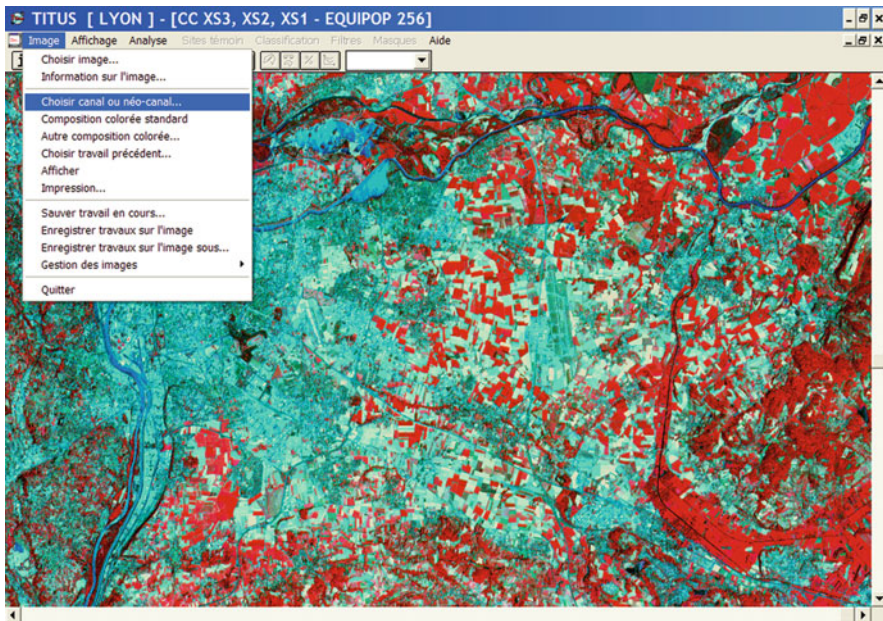 TITUS [ LYON ] - [CC XS3, XS2, XS1 - EQUIPOP 256]
Image Affichage Analyse Sites témoin Classification Filtres Masques Aide
Choisir image...
Information sur l'image...
Choisir canal ou néo-canal...
Composition colorée standard
Autre composition colorée...
Choisir travail précédent...
Afficher
Impression...
Sauver travail en cours...
Enregistrer travaux sur l'image
Enregistrer travaux sur l'image sous...
Gestion des images
Quitter